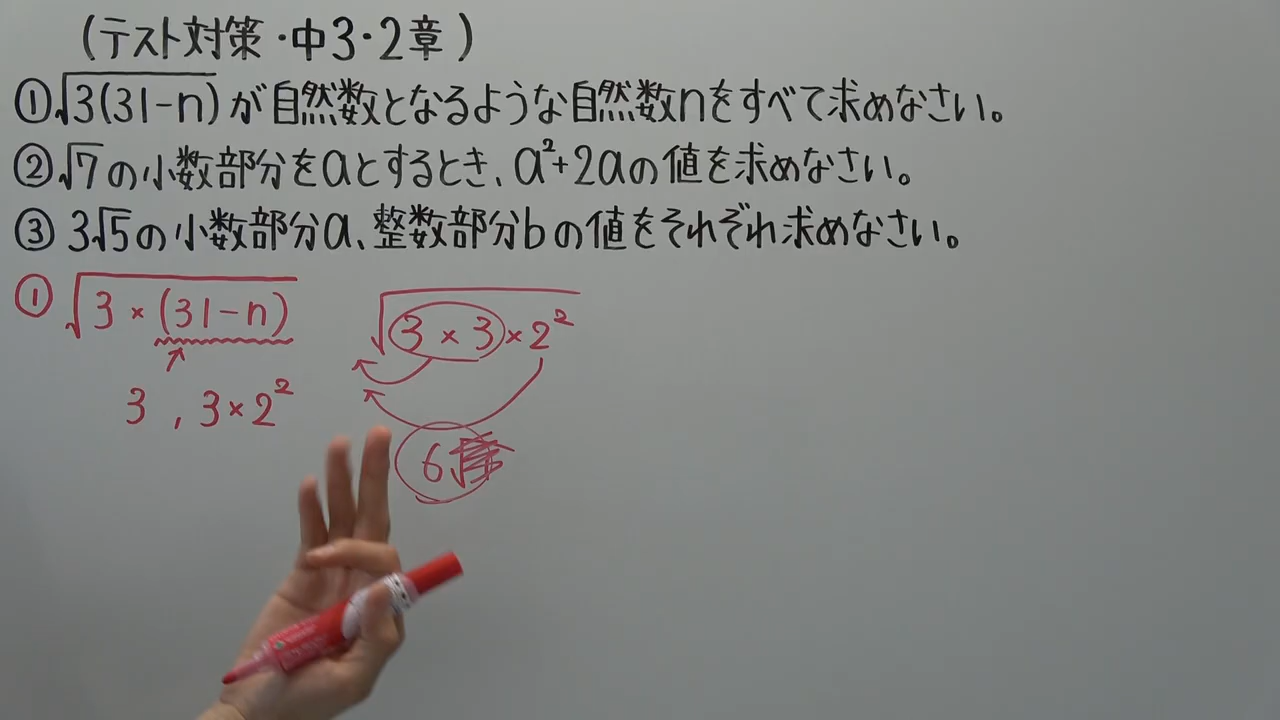 (テスト対策・中3・2章)
①√3(31-n)が自然数となるような自然数nをすべて求めなさい。
②√7の小数部分をaとするとき、a²+2aの値を求めなさい。
③ 3√5の小数部分a、整数部分bの値をそれぞれ求めなさい。
① √3×(31-n)
3 , 3×2²
√3×3×2²
6√